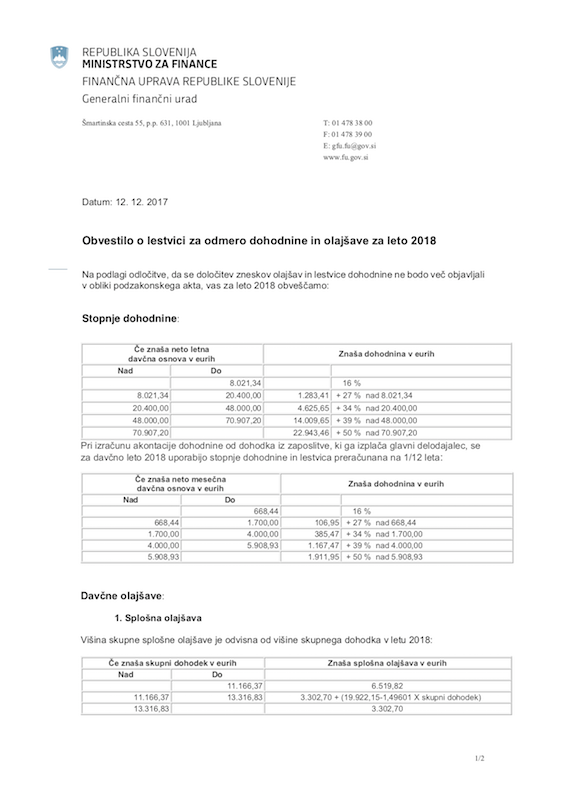 REPUBLIKA SLOVENIJA
MINISTRSTVO ZA FINANCE
FINANČNA UPRAVA REPUBLIKE SLOVENIJE
Generalni finančni urad
Šmartinska cesta 55, p.p. 631, 1001 Ljubljana
T: 01 478 38 00
F: 01 478 39 00
E: gfu.fu@gov.si
www.fu.gov.si
Datum: 12. 12. 2017
Obvestilo o lestvici za odmero dohodnine in olajšave za leto 2018
Na podlagi odločitve, da se določitev zneskov olajšav in lestvice dohodnine ne bodo več objavljali
v obliki podzakonskega akta, vas za leto 2018 obveščamo:
Stopnje dohodnine:
Če znaša neto letna
davčna osnova v eurih
Znaša dohodnina v eurih
Nad Do
8.021,34 16 %
8.021,34 20.400,00 1.283,41 + 27 % nad 8.021,34
20.400,00 48.000,00 4.625,65 + 34 % nad 20.400,00
48.000,00 70.907,20 14.009,65 + 39 % nad 48.000,00
70.907,20 22.943,46 + 50 % nad 70.907,20
Pri izračunu akontacije dohodnine od dohodka iz zaposlitve, ki ga izplača glavni delodajalec, se
za davčno leto 2018 uporabijo stopnje dohodnine in lestvica preračunana na 1/12 leta:
Če znaša neto mesečna
davčna osnova v eurih
Znaša dohodnina v eurih
Nad Do
668,44 16 %
668,44 1.700,00 106,95 + 27 % nad 668,44
1.700,00 4.000,00 385,47 + 34 % nad 1.700,00
4.000,00 5.908,93 1.167,47 + 39 % nad 4.000,00
5.908,93 1.911,95 + 50 % nad 5.908,93
Davčne olajšave:
1. Splošna olajšava
Višina skupne splošne olajšave je odvisna od višine skupnega dohodka v letu 2018:
Če znaša skupni dohodek v eurih Znaša splošna olajšava v eurih
Nad Do
11.166,37 6.519,82
11.166,37 13.316,83 3.302,70 + (19.922,15-1,49601 X skupni dohodek)
13.316,83 3.302,70
1/2